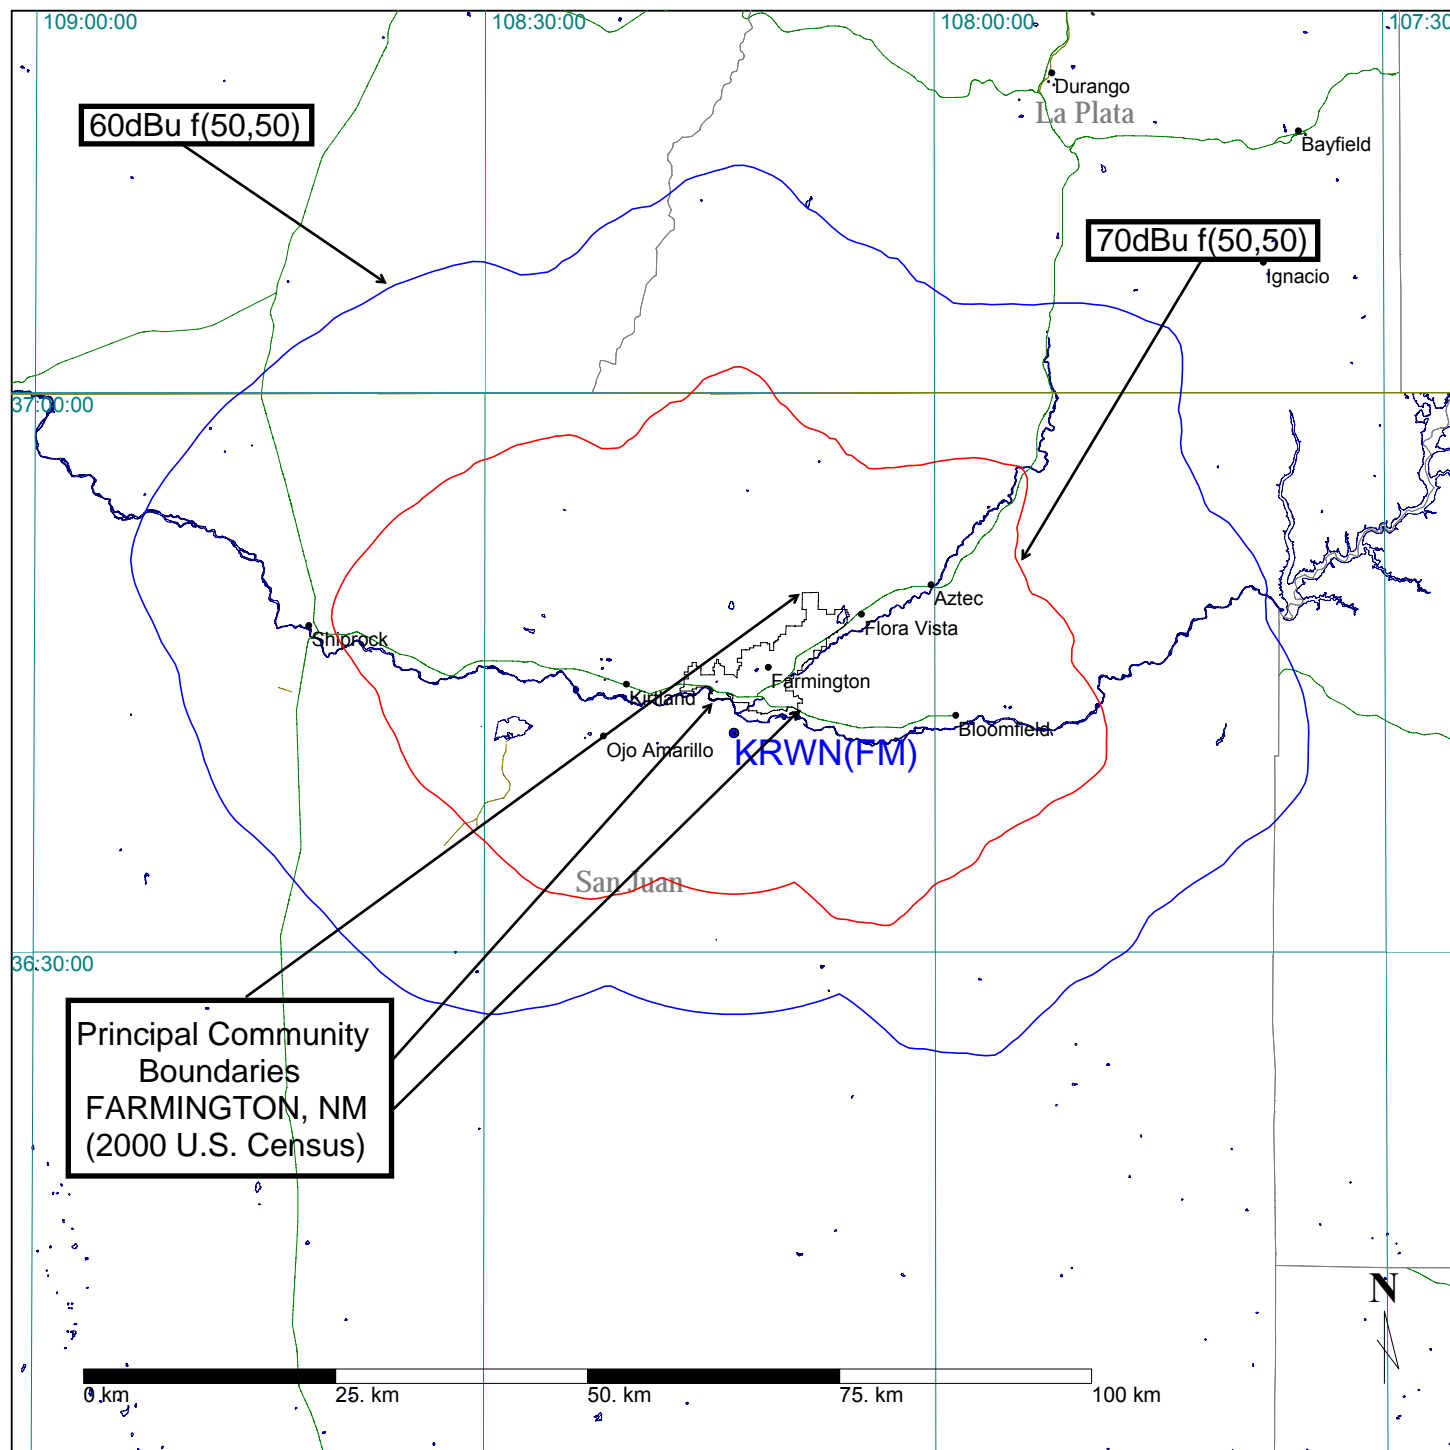 109:00:00
108:30:00
108:00:00
107:30
Durango
La Plata
60dBu f(50,50)
Bayfield
70dBu f(50,50)
Ignacio
37:00:00
Aztec
Flora Vista
Shiprock
Farmington
Kirtland
Bloomfield
Ojo Amarillo
KRWN(FM)
San Juan
36:30:00
Principal Community
Boundaries
FARMINGTON, NM
(2000 U.S. Census)
N
0 km
25. km
50. km
75. km
100 km